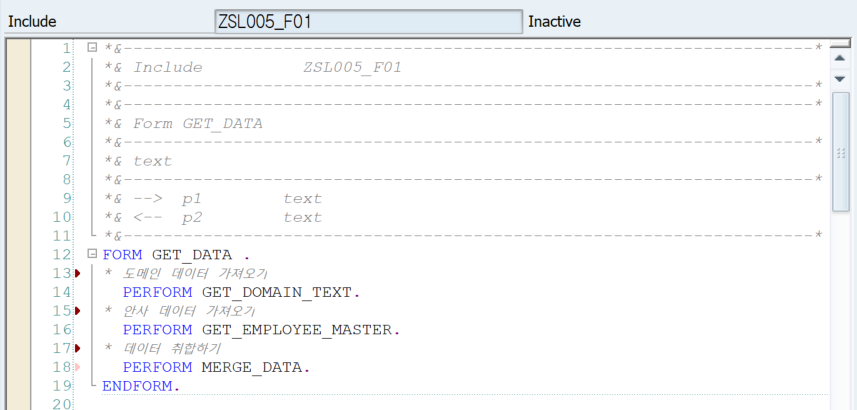 Include ZSL005_F01 Inactive
1 *&---------------------------------------------------------------------*
2 *& Include ZSL005_F01
3 *&---------------------------------------------------------------------*
4 *&---------------------------------------------------------------------*
5 *& Form GET_DATA
6 *&---------------------------------------------------------------------*
7 *& text
8 *&---------------------------------------------------------------------*
9 *& --> p1 text
10 *& <-- p2 text
11 *&---------------------------------------------------------------------*
12 FORM GET_DATA .
13 * 도메인 데이터 가져오기
14 PERFORM GET_DOMAIN_TEXT.
15 * 안사 데이터 가져오기
16 PERFORM GET_EMPLOYEE_MASTER.
17 * 데이터 취합하기
18 PERFORM MERGE_DATA.
19 ENDFORM.
20